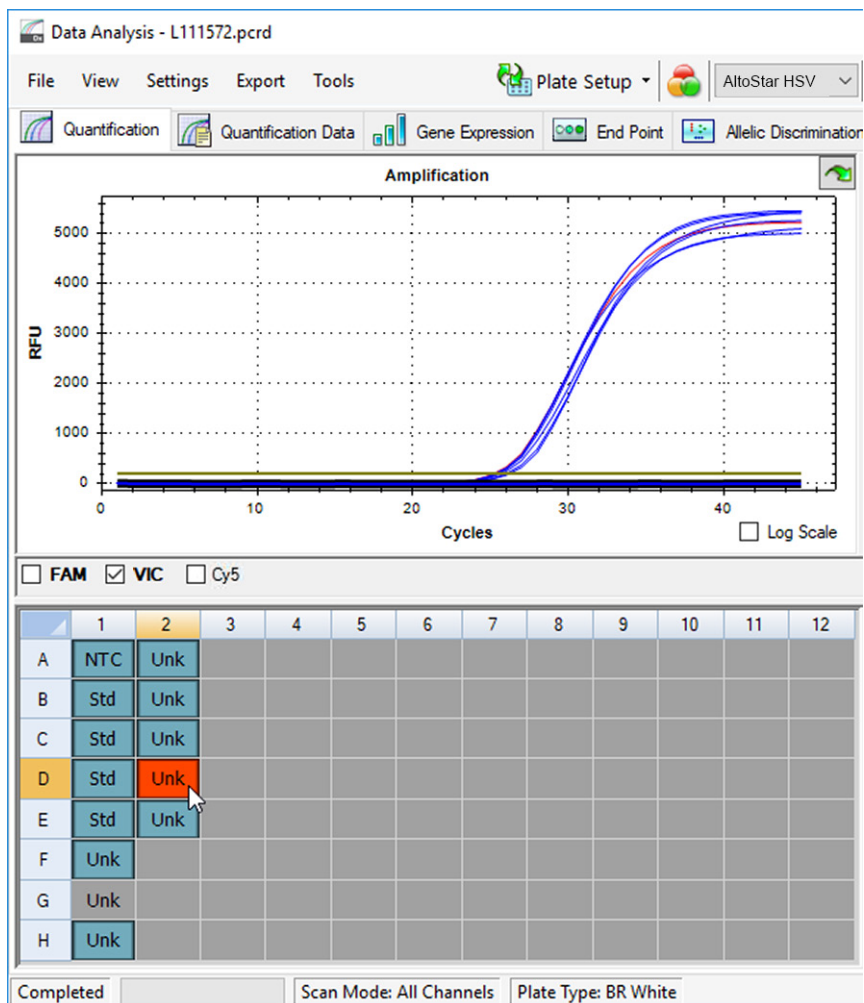 Data Analysis - L111572.pcrd
File View Settings Export Tools Plate Setup AltoStar HSV
Quantification Quantification Data Gene Expression End Point Allelic Discrimination
Amplification
5000
4000
3000
2000
1000
0
RFU
0 10 20 30 40
Cycles
Log Scale
FAM VIC Cy5
1 2 3 4 5 6 7 8 9 10 11 12
A NTC Unk
B Std Unk
C Std Unk
D Std Unk
E Std Unk
F Unk
G Unk
H Unk
Completed Scan Mode: All Channels Plate Type: BR White